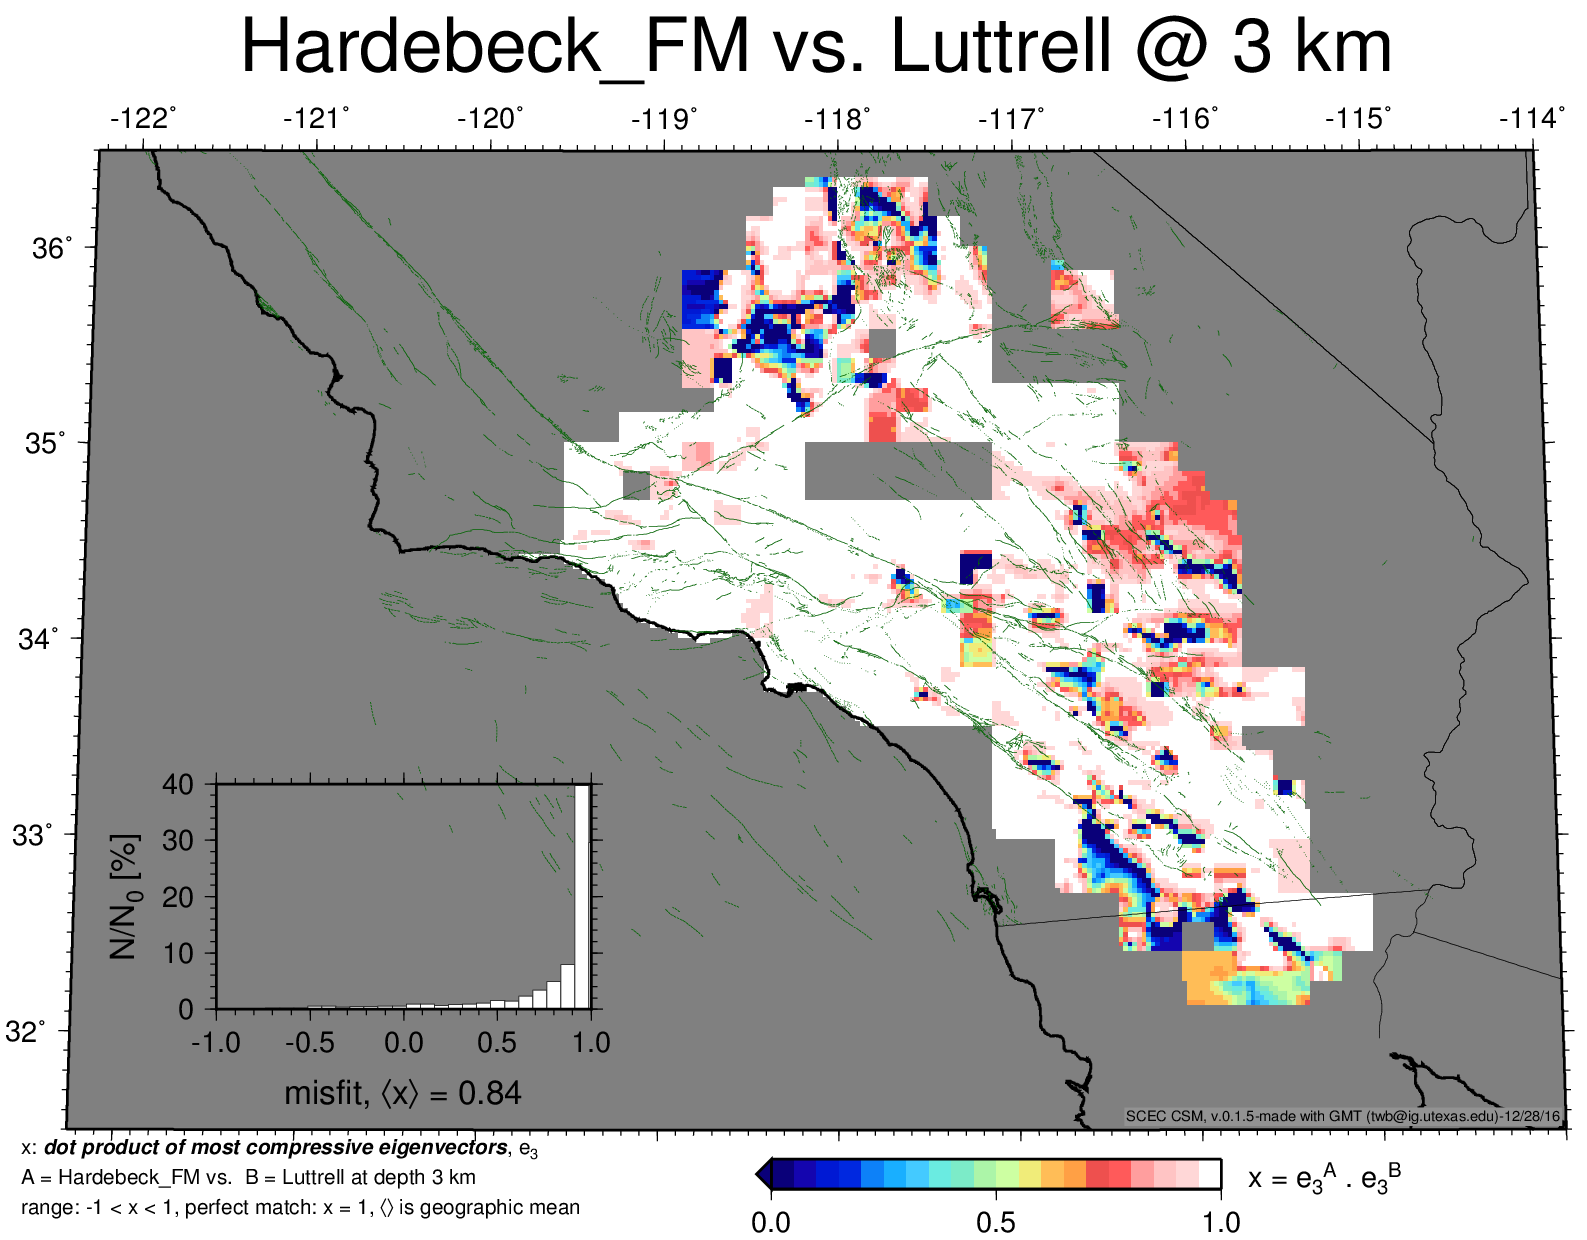 Hardebeck_FM vs. Luttrell @ 3 km
-122° -121° -120° -119° -118° -117° -116° -115° -114°
36°
35°
34°
33°
32°
40
30
20
10
0
N/N0 [%]
-1.0 -0.5 0.0 0.5 1.0
misfit, ⟨x⟩ = 0.84
SCEC CSM, v.0.1.5-made with GMT (twb@ig.utexas.edu)-12/28/16
x: dot product of most compressive eigenvectors, e3
A = Hardebeck_FM vs. B = Luttrell at depth 3 km
range: -1 < x < 1, perfect match: x = 1, ⟨⟩ is geographic mean
x = e3A . e3B
0.0 0.5 1.0